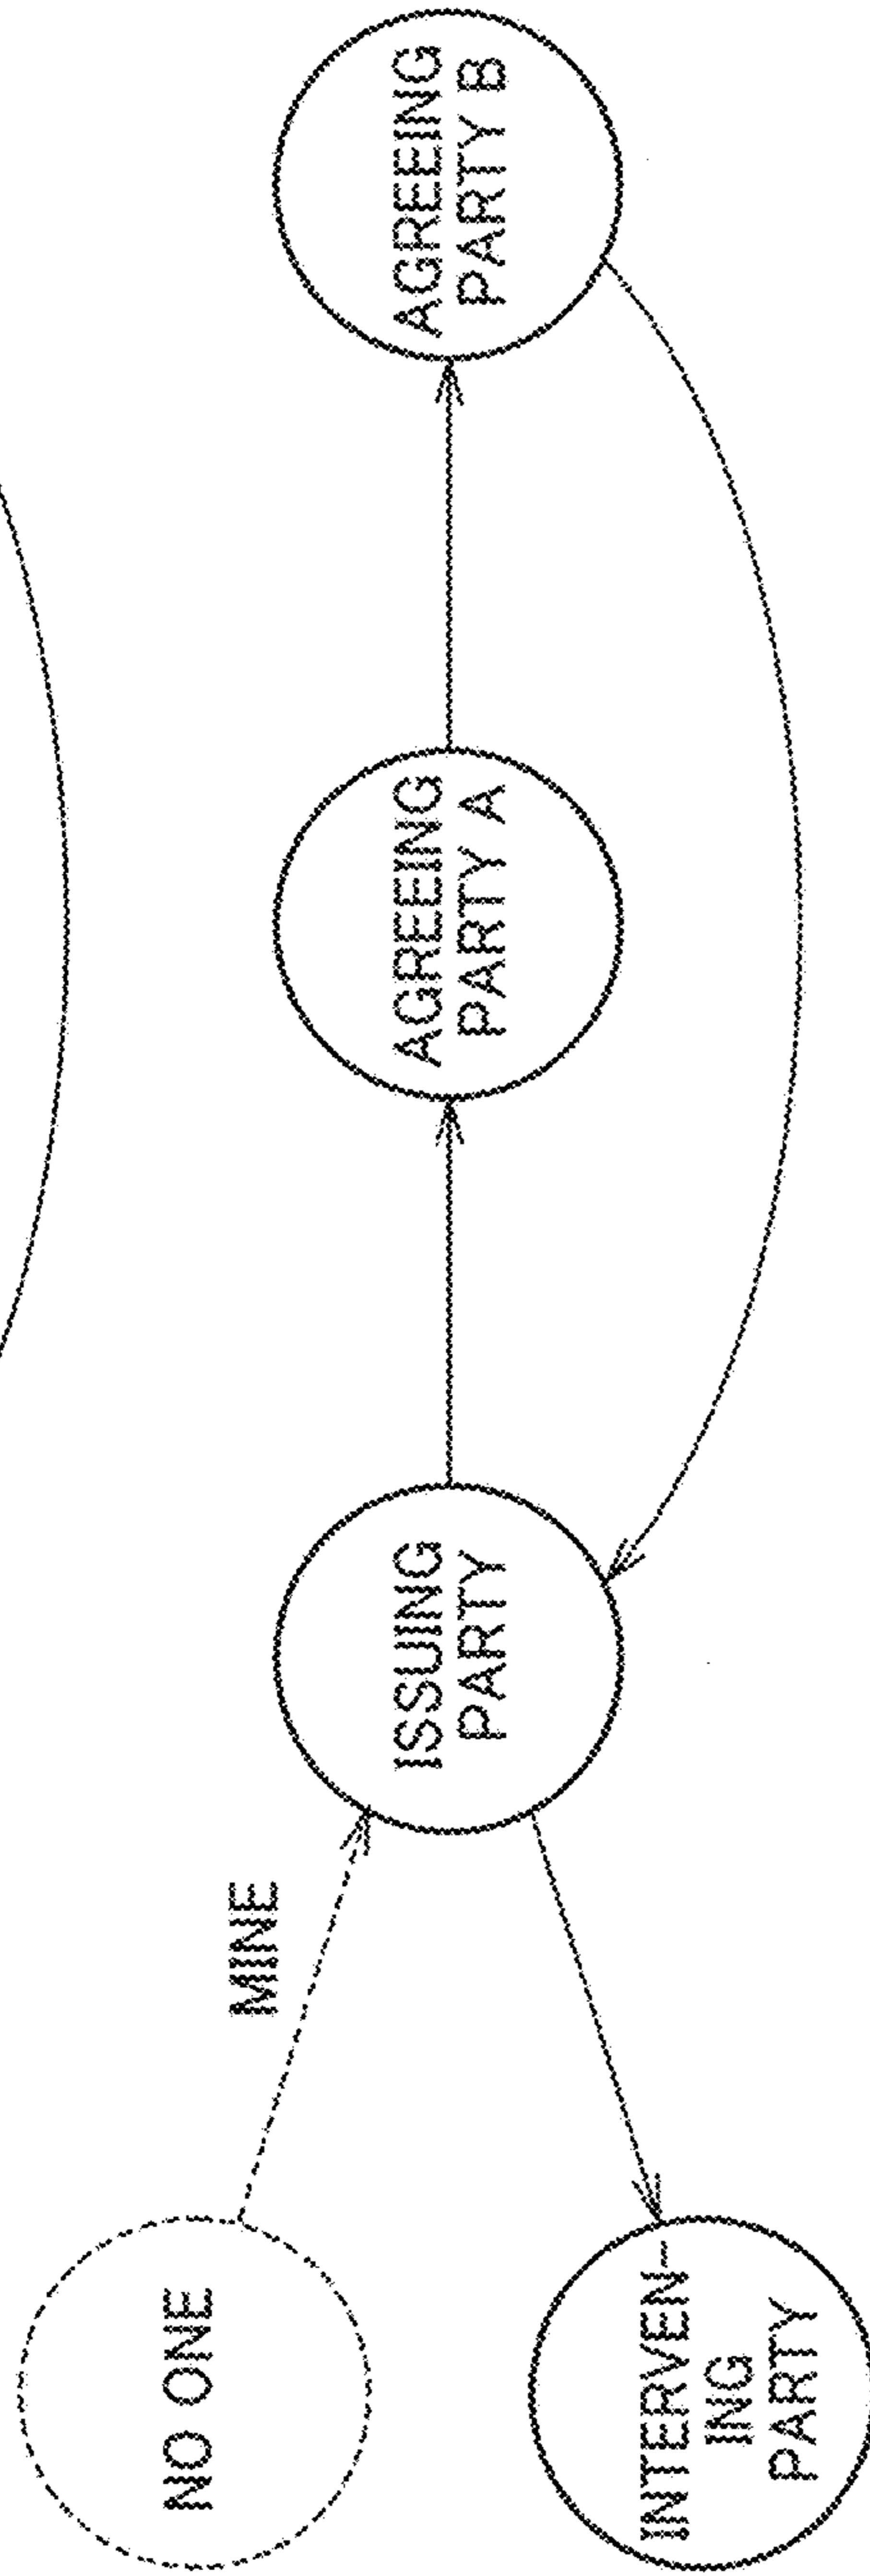 NO ONE
MINE
INTERVEN-
ING
PARTY
ISSUING
PARTY
AGREEING
PARTY A
AGREEING
PARTY B